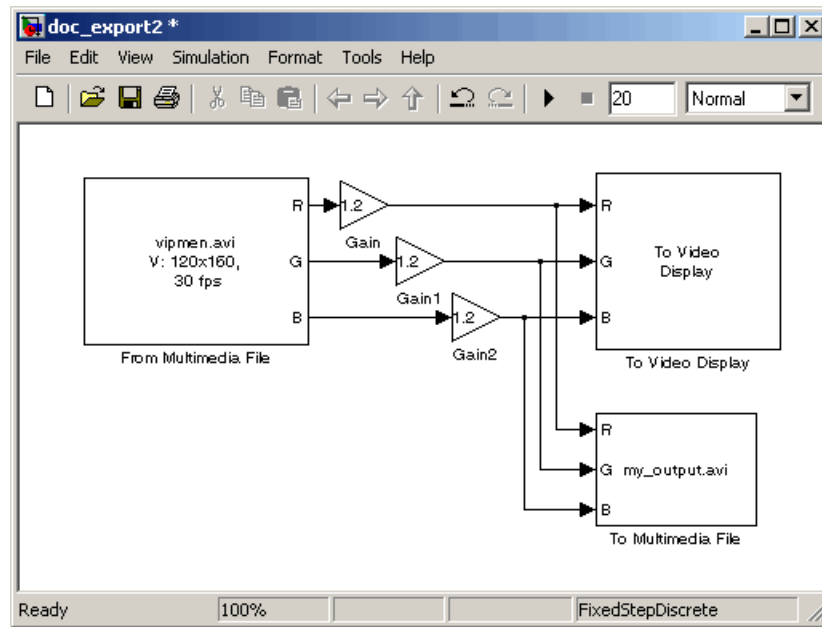 doc_export2 *
File Edit View Simulation Format Tools Help
20 Normal
vipmen.avi
V: 120x160,
30 fps
R
G
B
From Multimedia File
1.2
Gain
1.2
Gain1
1.2
Gain2
R
G
B
To Video
Display
To Video Display
R
G
B
my_output.avi
To Multimedia File
Ready 100% FixedStepDiscrete